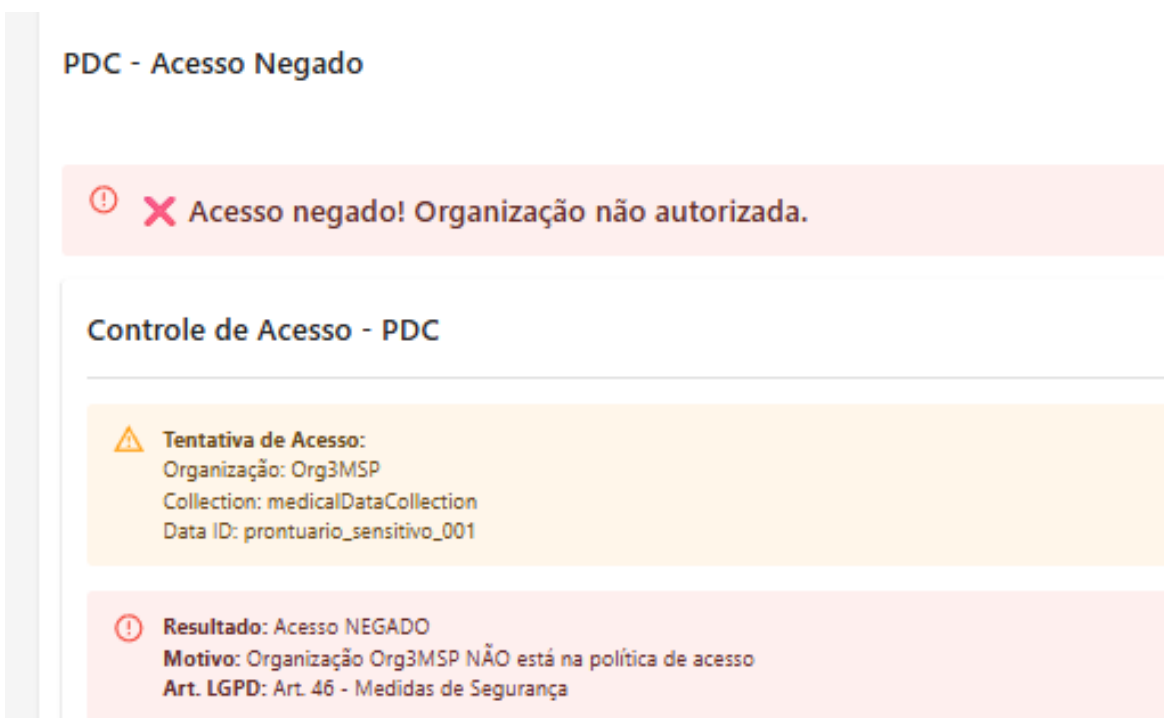 PDC - Acesso Negado
❌ Acesso negado! Organização não autorizada.
Controle de Acesso - PDC
Tentativa de Acesso:
Organização: Org3MSP
Collection: medicalDataCollection
Data ID: prontuario_sensitivo_001
Resultado: Acesso NEGADO
Motivo: Organização Org3MSP NÃO está na política de acesso
Art. LGPD: Art. 46 - Medidas de Segurança